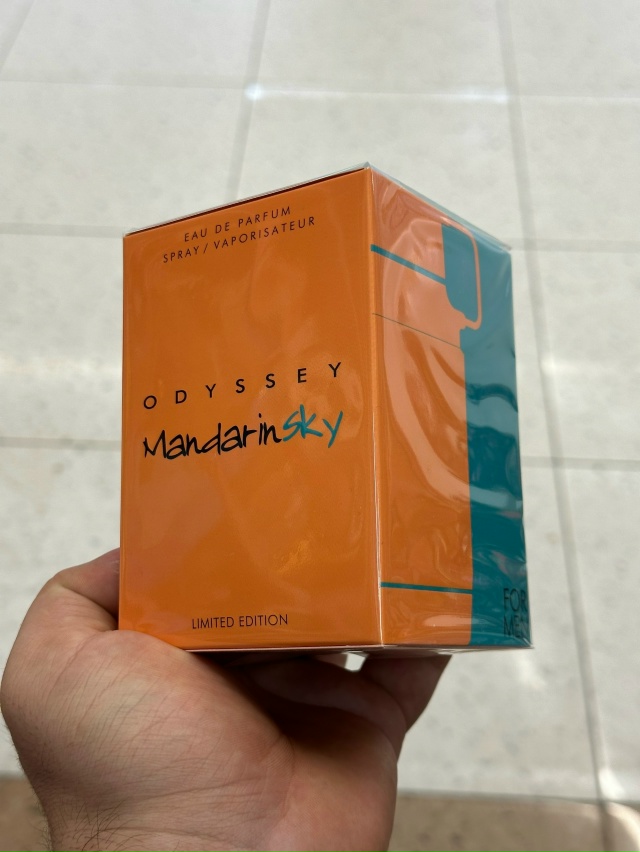 EAU DE PARFUM
SPRAY / VAPORISATEUR
ODYSSEY
Mandarinsky
LIMITED EDITION
FOR
MEN